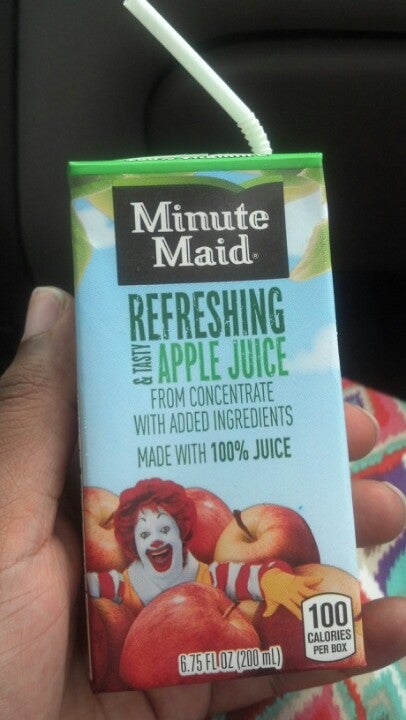 Minute
Maid®
REFRESHING
& TASTY
APPLE JUICE
FROM CONCENTRATE
WITH ADDED INGREDIENTS
MADE WITH 100% JUICE
100
CALORIES
PER BOX
6.75 FL OZ (200 mL)